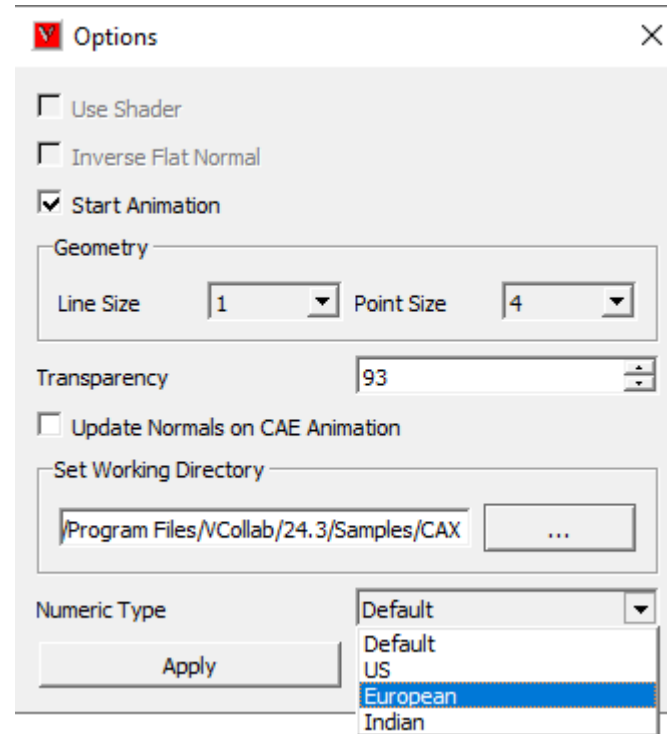 Options
Use Shader
Inverse Flat Normal
Start Animation
Geometry
Line Size 1 Point Size 4
Transparency 93
Update Normals on CAE Animation
Set Working Directory
/Program Files/VCollab/24.3/Samples/CAX ...
Numeric Type Default
Default
Apply
US
European
Indian